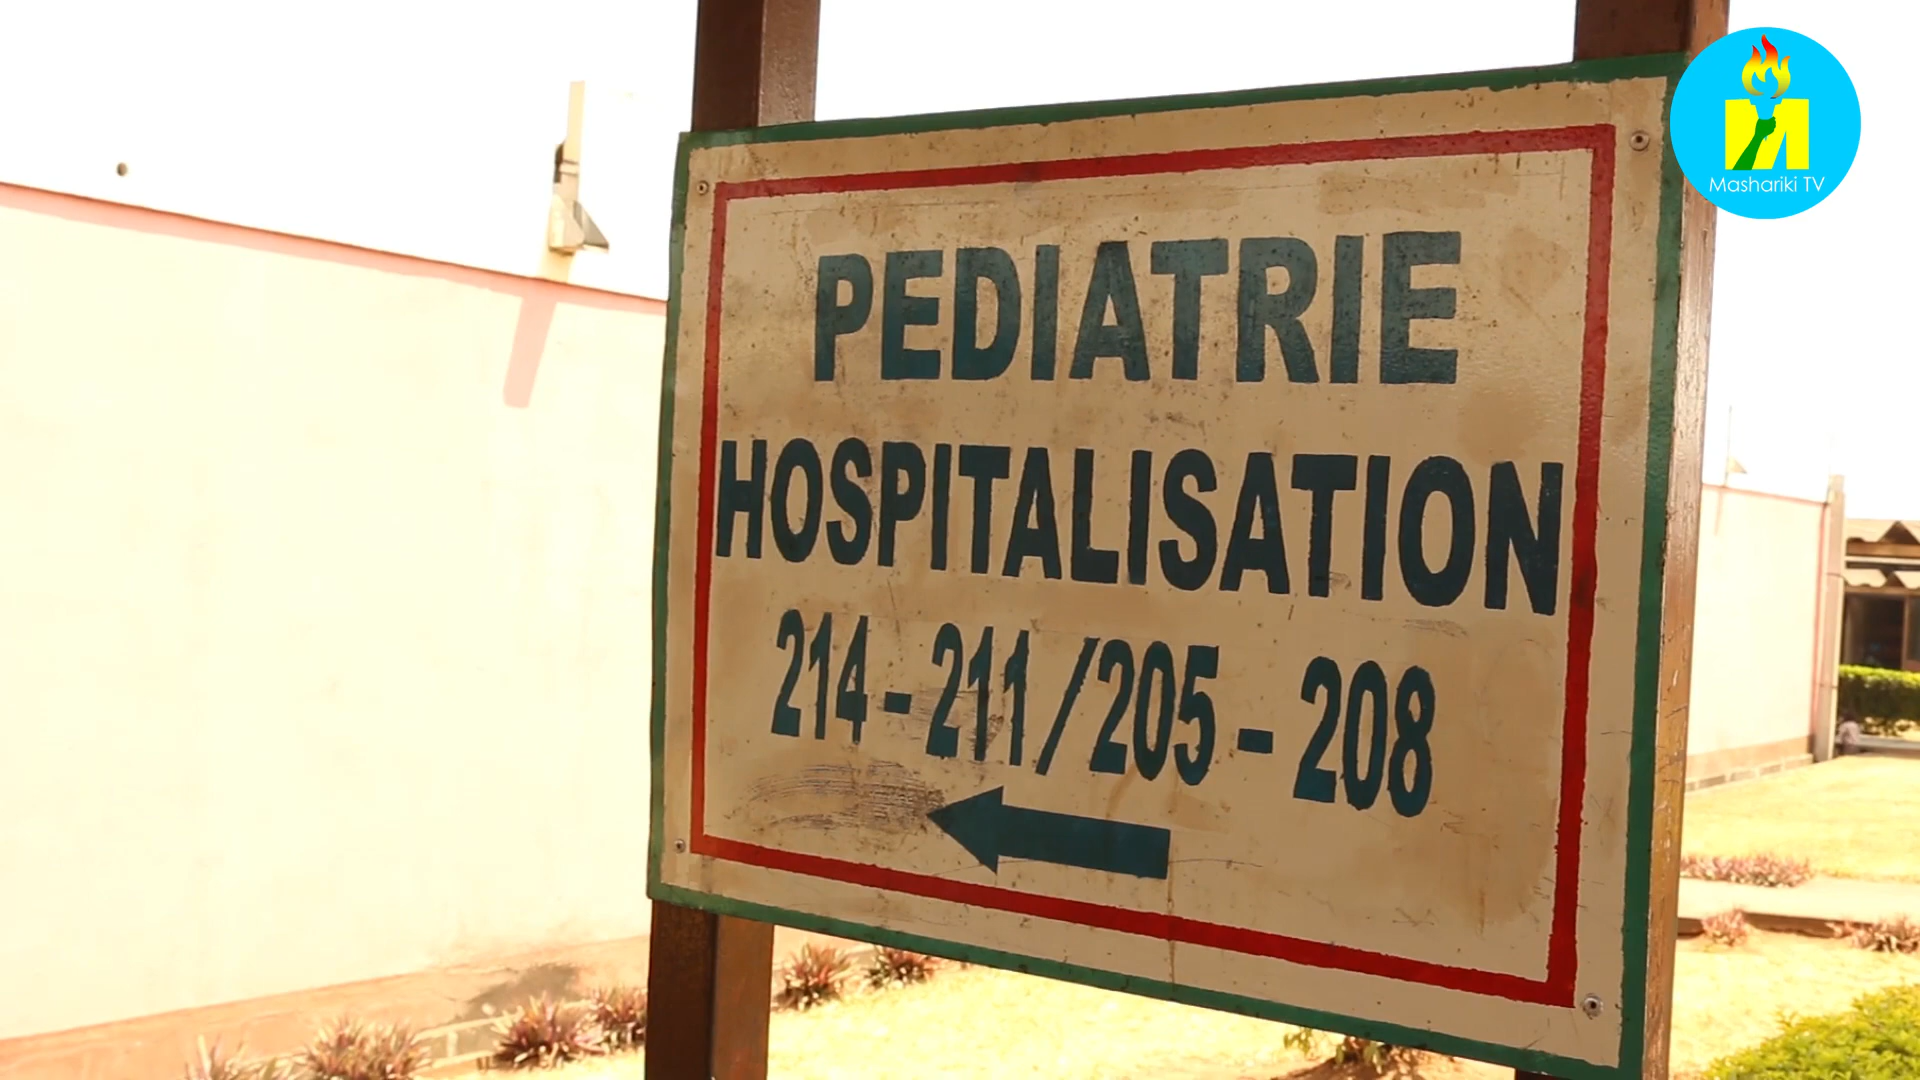 PEDIATRIE
HOSPITALISATION
214 - 211 / 205 - 208
Mashariki TV